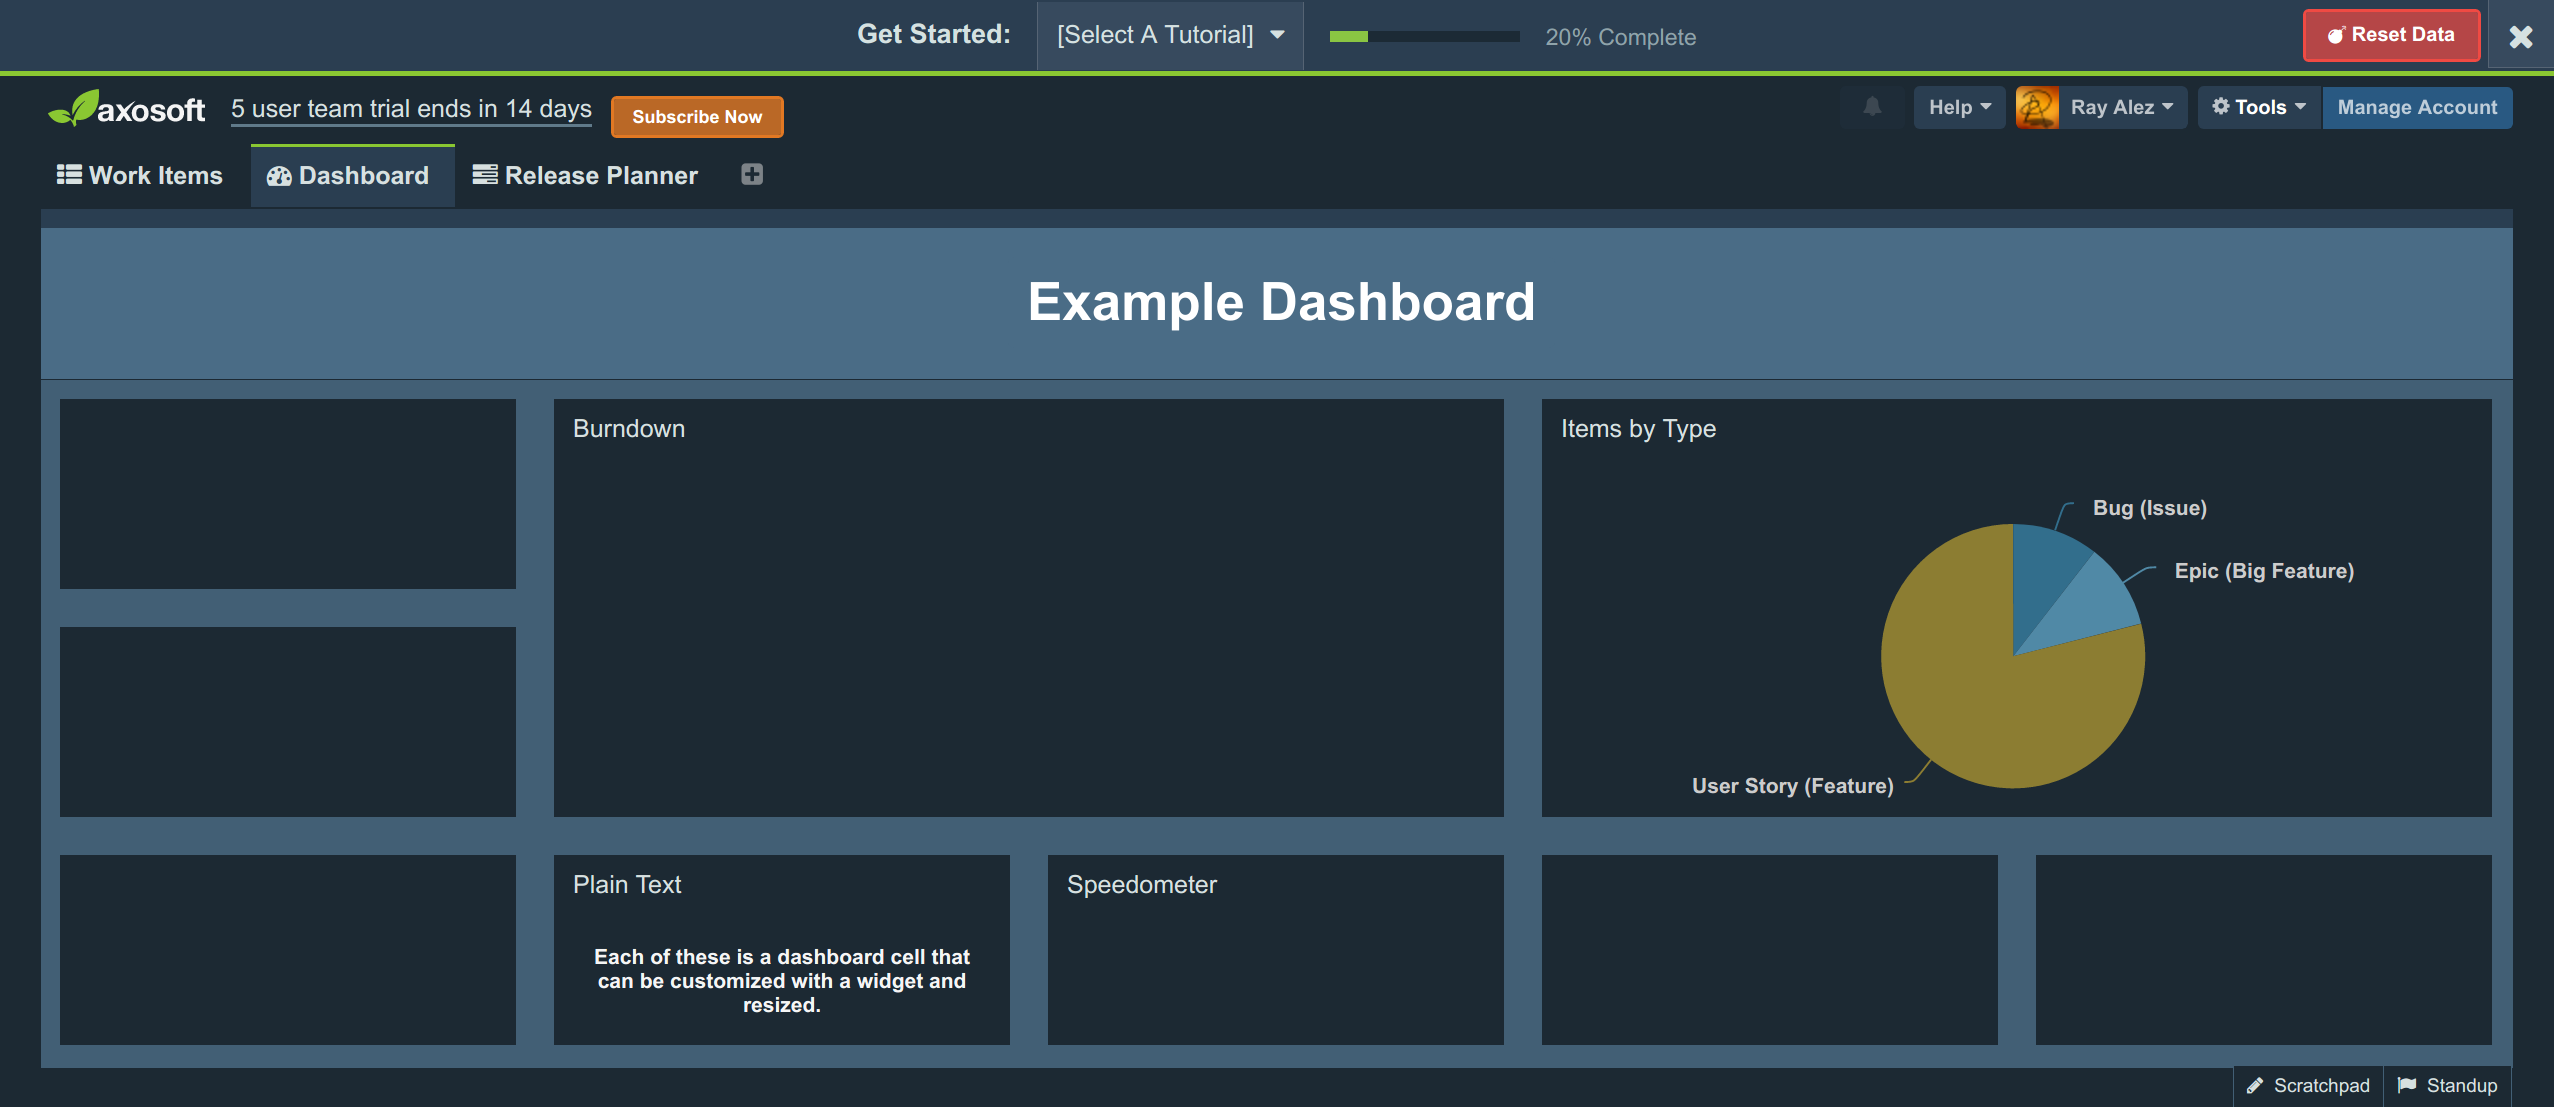 Get Started: [Select A Tutorial] 20% Complete Reset Data
axosoft 5 user team trial ends in 14 days Subscribe Now Help Ray Alez Tools Manage Account
Work Items Dashboard Release Planner
Example Dashboard
Burndown
Items by Type
Bug (Issue)
Epic (Big Feature)
User Story (Feature)
Plain Text
Each of these is a dashboard cell that
can be customized with a widget and
resized.
Speedometer
Scratchpad Standup